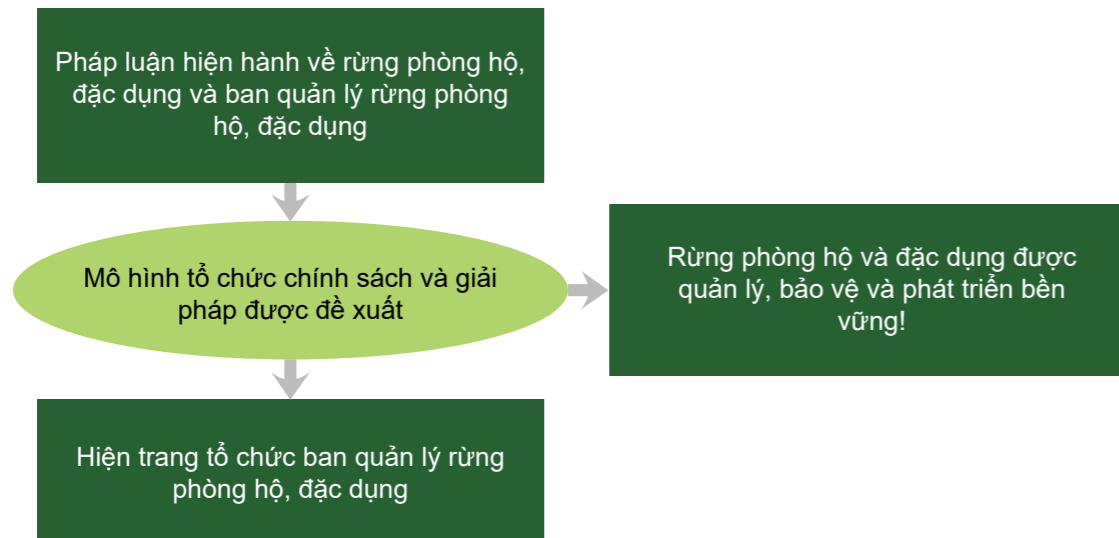 Pháp luận hiện hành về rừng phòng hộ,
đặc dụng và ban quản lý rừng phòng
hộ, đặc dụng
Mô hình tổ chức chính sách và giải
pháp được đề xuất
Rừng phòng hộ và đặc dụng được
quản lý, bảo vệ và phát triển bền
vững!
Hiện trang tổ chức ban quản lý rừng
phòng hộ, đặc dụng